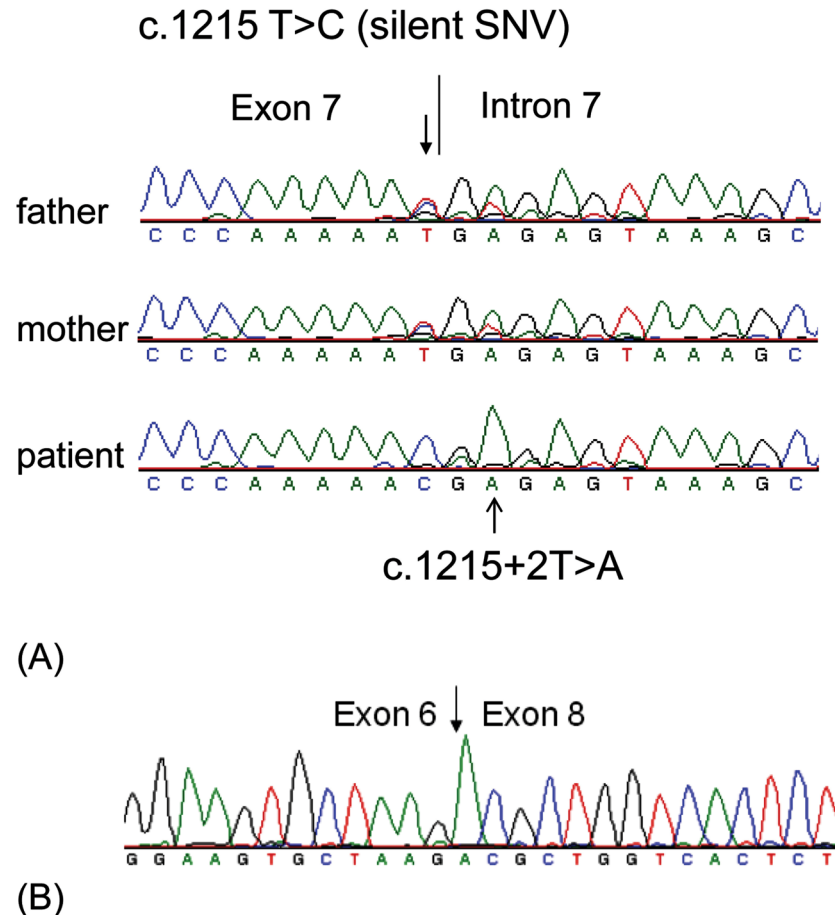 c.1215 T>C (silent SNV)
Exon 7 Intron 7
father
C C C A A A A A T G A G A G T A A A G C
mother
C C C A A A A A T G A G A G T A A A G C
patient
C C C A A A A A C G A G A G T A A A G C
c.1215+2T>A
(A)
Exon 6 Exon 8
G G A A G T G C T A A G A C G C T G G T C A C T C T
(B)